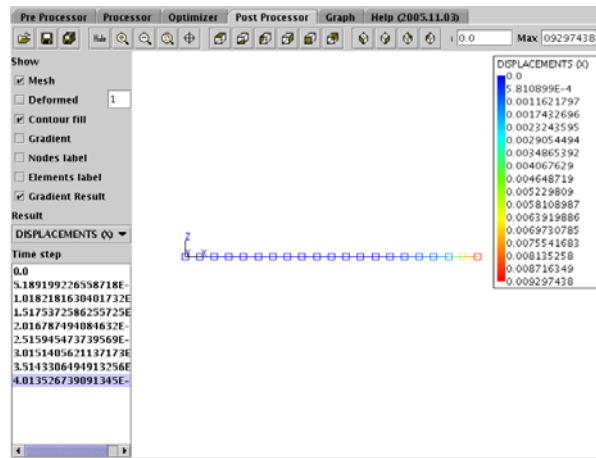 Pre Processor Processor Optimizer Post Processor Graph Help (2005.11.03)
0.0 Max 09297438
Show
Mesh
Deformed 1
Contour fill
Gradient
Nodes label
Elements label
Gradient Result
Result
DISPLACEMENTS (X)
Time step
0.0
5.189199226558718E-
1.0182181630401732E
1.5175372586255725E
2.016787494084632E-
2.515945473739569E-
3.0151405621137173E
3.5143306494913256E
4.013526739091345E-
Z
X
DISPLACEMENTS (X)
0.0
5.810899E-4
0.0011621797
0.0017432696
0.0023243595
0.0029054494
0.0034865392
0.004067629
0.004648719
0.005229809
0.0058108987
0.0063919886
0.0069730785
0.0075541683
0.008135258
0.008716349
0.009297438